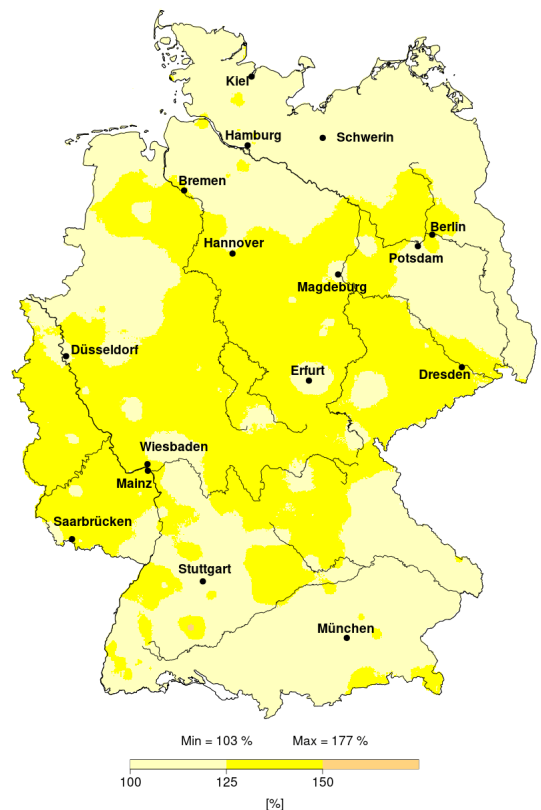 Kiel
Hamburg
Schwerin
Bremen
Berlin
Hannover
Potsdam
Magdeburg
Düsseldorf
Erfurt
Dresden
Wiesbaden
Mainz
Saarbrücken
Stuttgart
München
Min = 103 % Max = 177 %
100 125 150
[%]